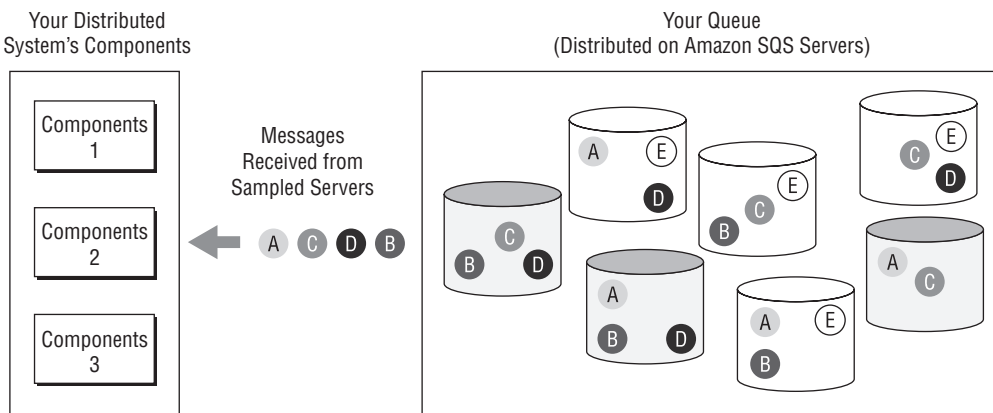 Your Distributed
System's Components
Your Queue
(Distributed on Amazon SQS Servers)
Components
1
Components
2
Components
3
Messages
Received from
Sampled Servers
A C D B
A E
D
E
C
B
E
C
D
C
B D
A
B D
A E
B
A
C